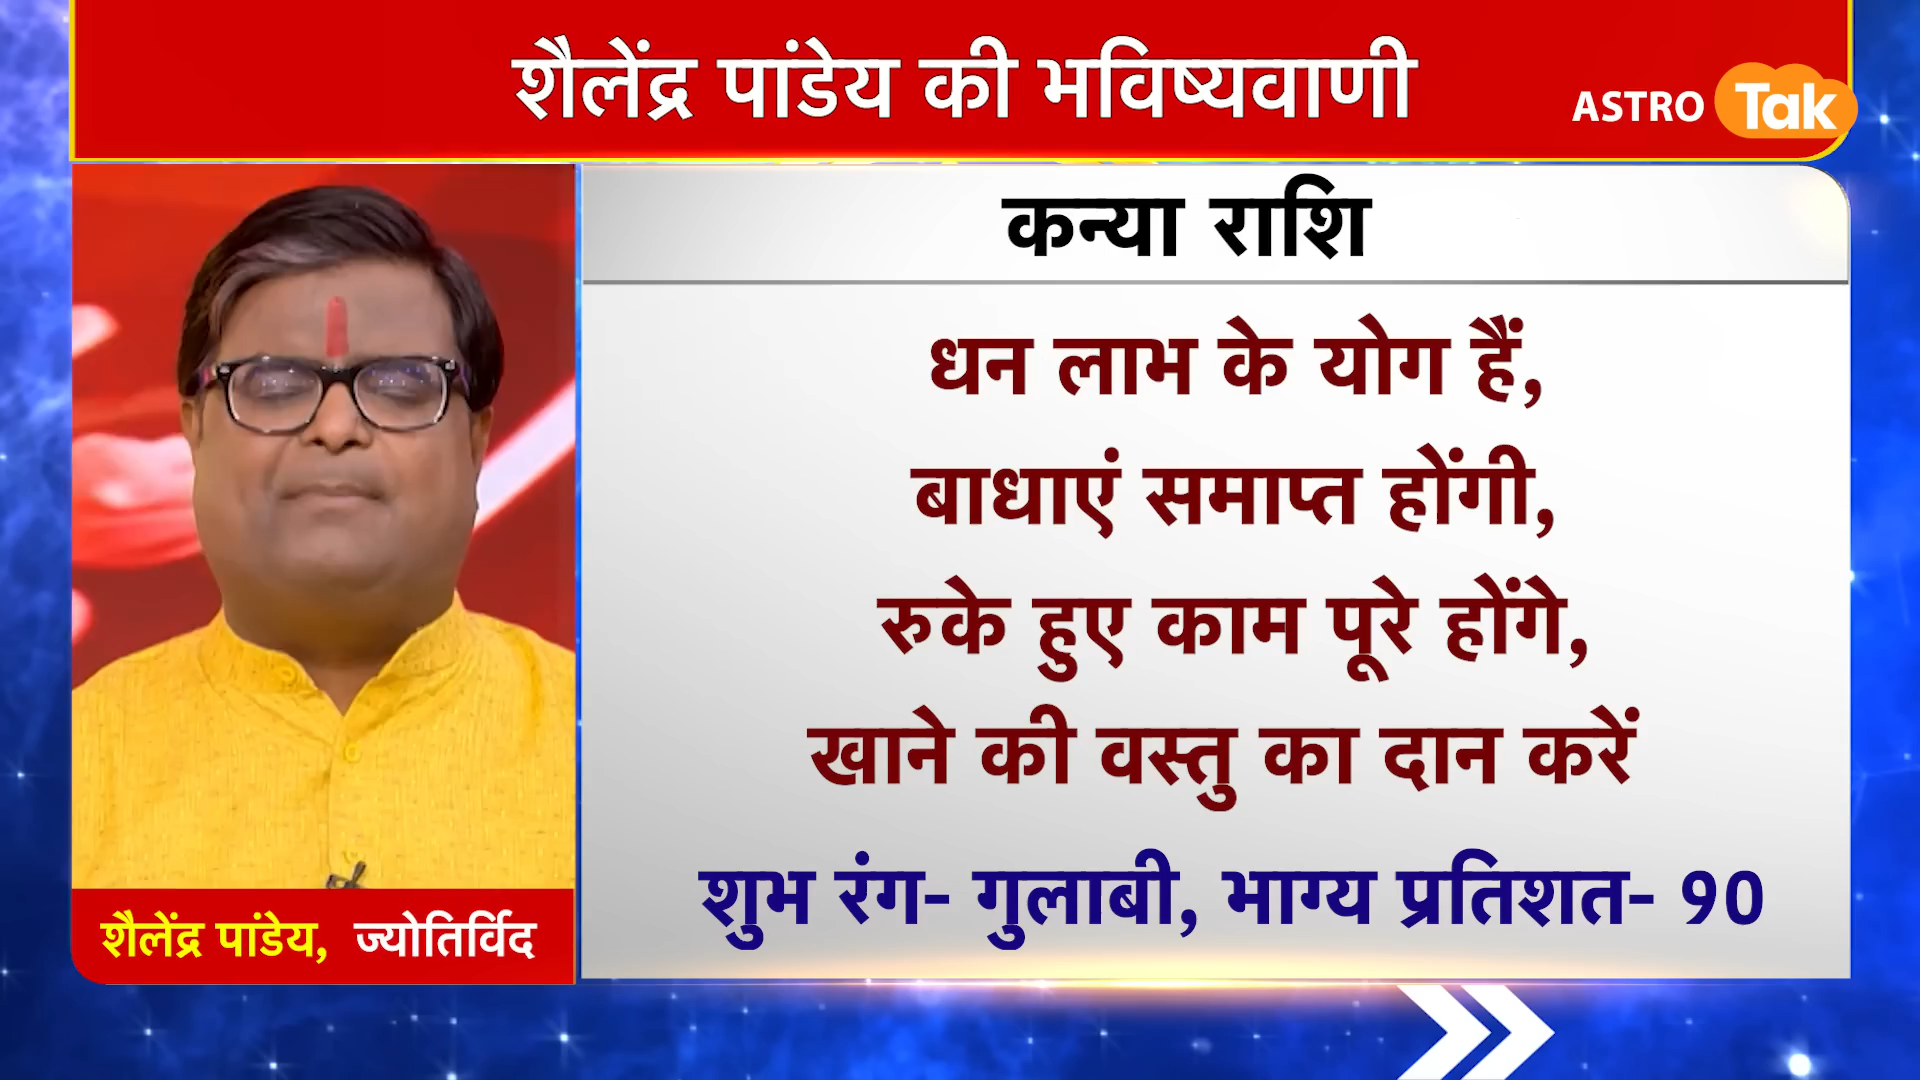 शैलेंद्र पांडेय की भविष्यवाणी
ASTRO Tak
कन्या राशि
धन लाभ के योग हैं,
बाधाएं समाप्त होंगी,
रुके हुए काम पूरे होंगे,
खाने की वस्तु का दान करें
शुभ रंग- गुलाबी, भाग्य प्रतिशत- 90
शैलेंद्र पांडेय, ज्योतिर्विद